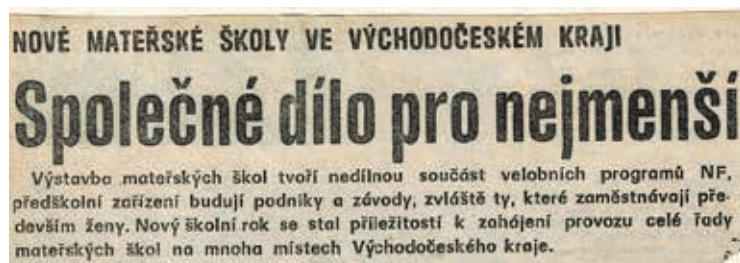 NOVÉ MATEŘSKÉ ŠKOLY VE VÝCHODOČESKÉM KRAJI
Společné dílo pro nejmenší
Výstavba mateřských škol tvoří nedílnou součást velobních programů NF,
předškolní zařízení budují podniky a závody, zvláště ty, které zaměstnávají pře-
devším ženy. Nový školní rok se stal příležitostí k zahájení provozu celé řady
mateřských škol na mnoha místech Východočeského kraje.